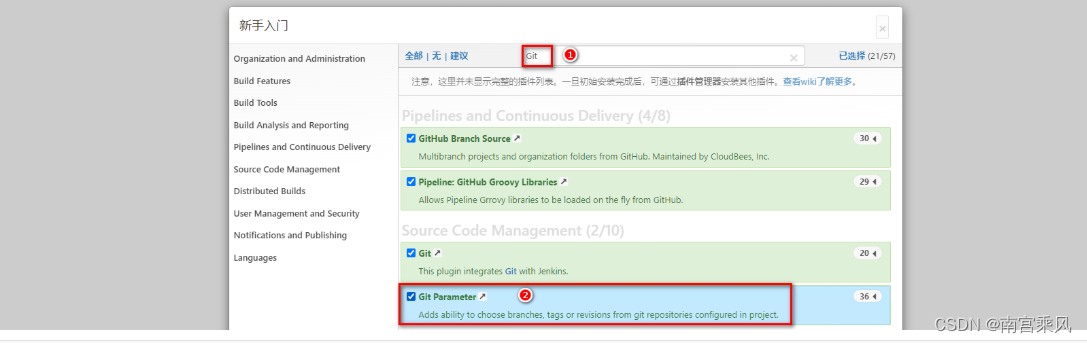 新手入门
×
Organization and Administration
Build Features
Build Tools
Build Analysis and Reporting
Pipelines and Continuous Delivery
Source Code Management
Distributed Builds
User Management and Security
Notifications and Publishing
Languages
全部 | 无 | 建议 Git 1 × 已选择 (21/57)
注意，这里并未显示完整的插件列表。一旦初始安装完成后，可通过插件管理器安装其他插件。查看wiki了解更多。
Pipelines and Continuous Delivery (4/8)
GitHub Branch Source 30
Multibranch projects and organization folders from GitHub. Maintained by CloudBees, Inc.
Pipeline: GitHub Groovy Libraries 29
Allows Pipeline Grrovy libraries to be loaded on the fly from GitHub.
Source Code Management (2/10)
Git 20
This plugin integrates Git with Jenkins.
Git Parameter 2 36
Adds ability to choose branches, tags or revisions from git repositories configured in project.
CSDN @南宫乘风